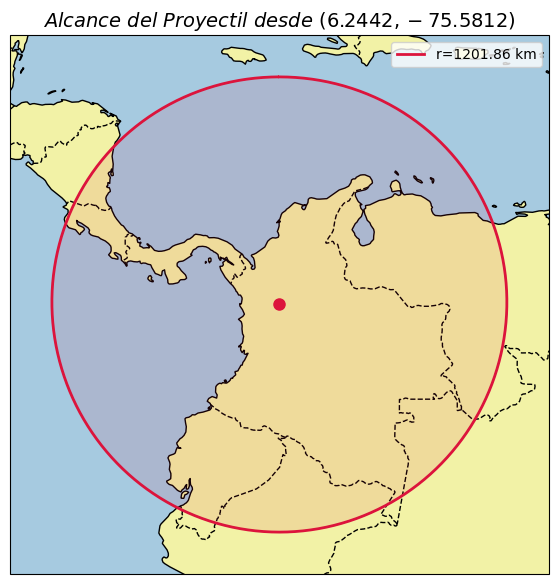 Alcance del Proyectil desde (6.2442, − 75.5812)
r=1201.86 km